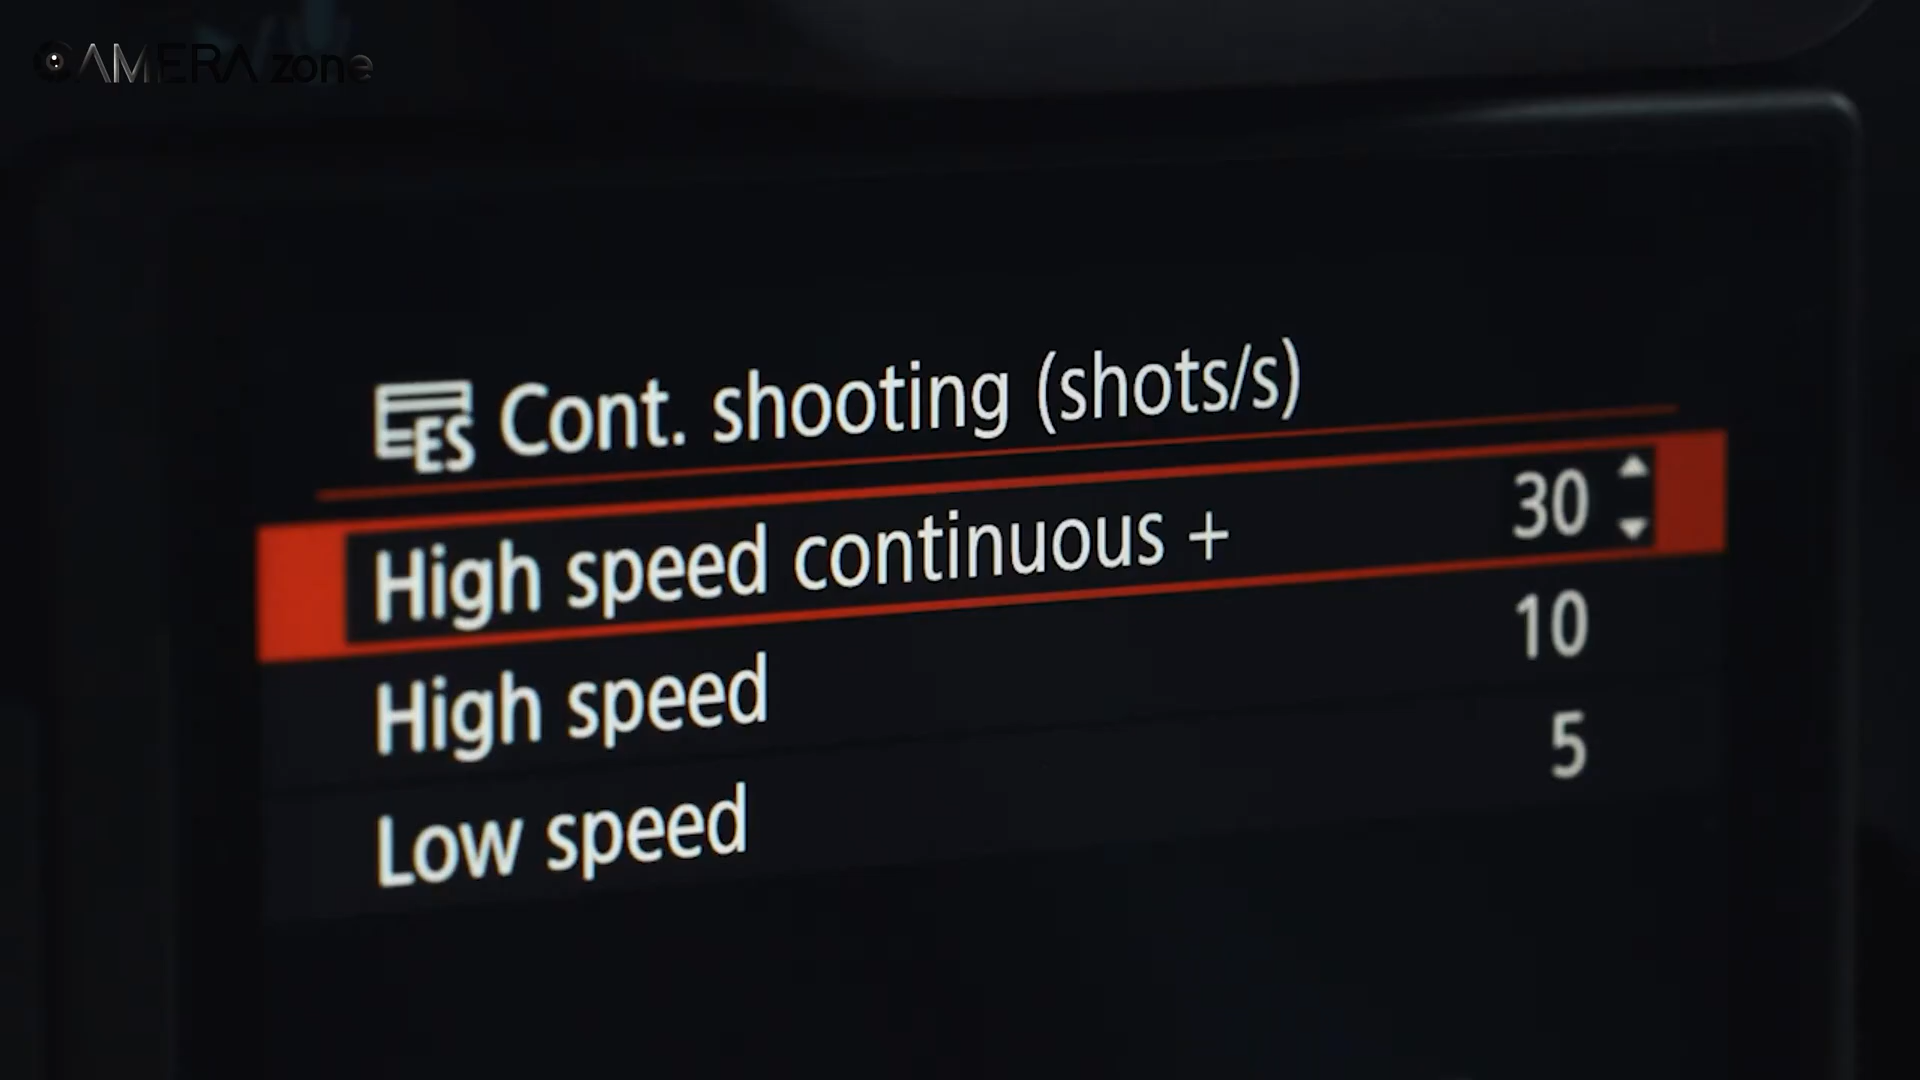 CAMERA zone
ES Cont. shooting (shots/s)
High speed continuous + 30
High speed 10
Low speed 5